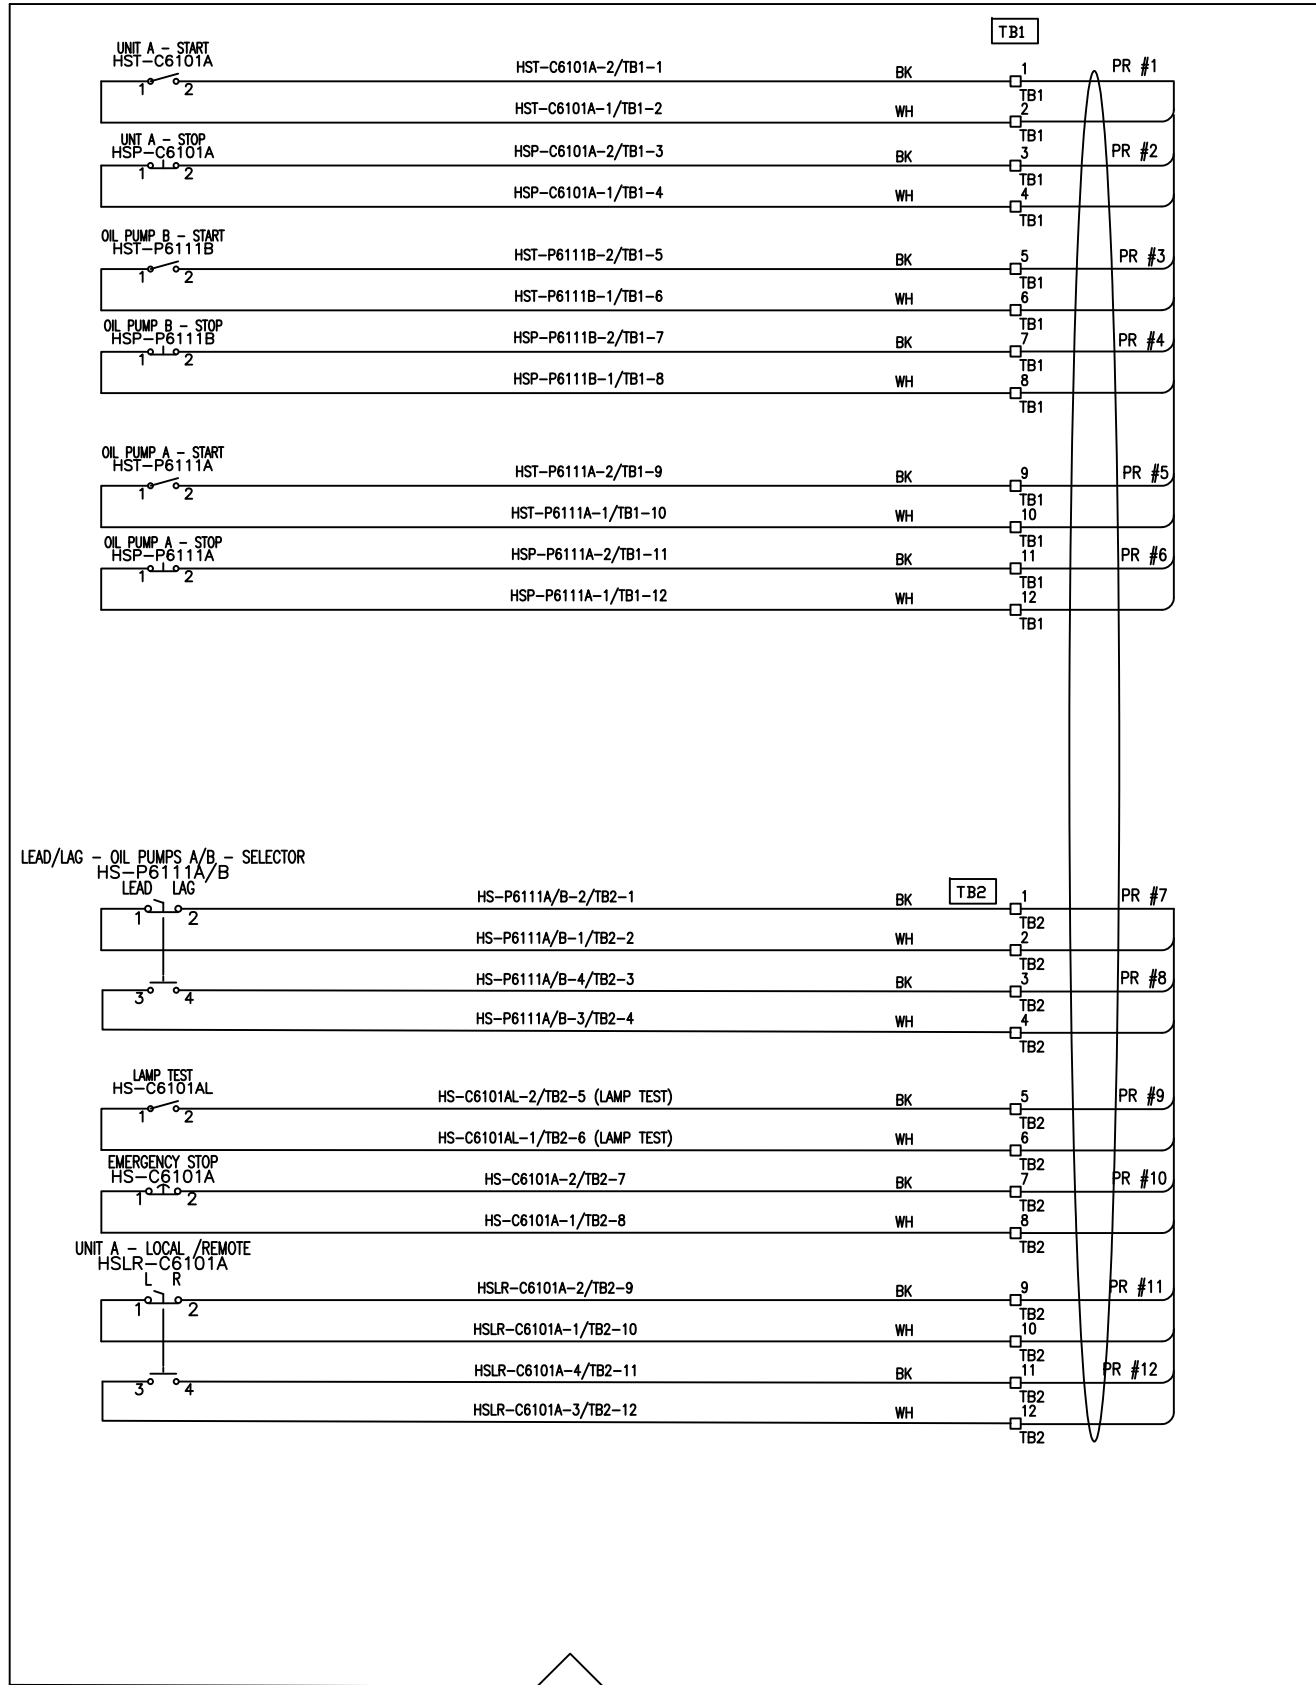 TB1
UNIT A - START
HST-C6101A
1 2
HST-C6101A-2/TB1-1
BK
1
TB1
PR #1
HST-C6101A-1/TB1-2
WH
2
TB1
UNT A - STOP
HSP-C6101A
1 2
HSP-C6101A-2/TB1-3
BK
3
TB1
PR #2
HSP-C6101A-1/TB1-4
WH
4
TB1
OIL PUMP B - START
HST-P6111B
1 2
HST-P6111B-2/TB1-5
BK
5
TB1
PR #3
HST-P6111B-1/TB1-6
WH
6
TB1
OIL PUMP B - STOP
HSP-P6111B
1 2
HSP-P6111B-2/TB1-7
BK
7
TB1
PR #4
HSP-P6111B-1/TB1-8
WH
8
TB1
OIL PUMP A - START
HST-P6111A
1 2
HST-P6111A-2/TB1-9
BK
9
TB1
PR #5
HST-P6111A-1/TB1-10
WH
10
TB1
OIL PUMP A - STOP
HSP-P6111A
1 2
HSP-P6111A-2/TB1-11
BK
11
TB1
PR #6
HSP-P6111A-1/TB1-12
WH
12
TB1
LEAD/LAG - OIL PUMPS A/B - SELECTOR
HS-P6111A/B
LEAD LAG
1 2
HS-P6111A/B-2/TB2-1
BK
TB2
1
TB2
PR #7
HS-P6111A/B-1/TB2-2
WH
2
TB2
3 4
HS-P6111A/B-4/TB2-3
BK
3
TB2
PR #8
HS-P6111A/B-3/TB2-4
WH
4
TB2
LAMP TEST
HS-C6101AL
1 2
HS-C6101AL-2/TB2-5 (LAMP TEST)
BK
5
TB2
PR #9
HS-C6101AL-1/TB2-6 (LAMP TEST)
WH
6
TB2
EMERGENCY STOP
HS-C6101A
1 2
HS-C6101A-2/TB2-7
BK
7
TB2
PR #10
HS-C6101A-1/TB2-8
WH
8
TB2
UNIT A - LOCAL /REMOTE
HSLR-C6101A
L R
1 2
HSLR-C6101A-2/TB2-9
BK
9
TB2
PR #11
HSLR-C6101A-1/TB2-10
WH
10
TB2
3 4
HSLR-C6101A-4/TB2-11
BK
11
TB2
PR #12
HSLR-C6101A-3/TB2-12
WH
12
TB2